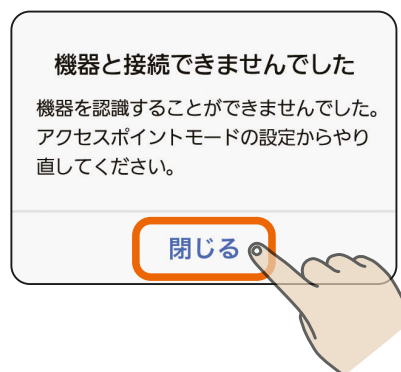 機器と接続できませんでした
機器を認識することができませんでした。
アクセスポイントモードの設定からやり
直してください。
閉じる